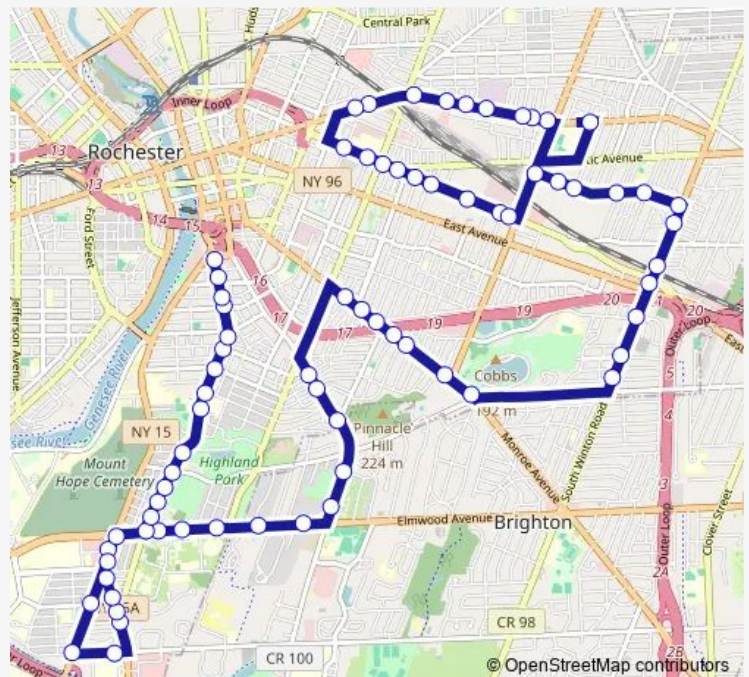 Central Park
Inner Loop
13
Rochester
13
NY 96
14
15
Ford Street
East Avenue
16
17
17
19
19
20
1
20
Outer Loop
5
4
Jefferson Avenue
Genesee River
Cobbs
192 m
Pinnacle
Hill
224 m
NY 15
Highland
Park
Mount
Hope Cemetery
Monroe Avenue
South Winton Road
Elmwood Avenue
Brighton
3
Outer Loop
Clover Street
2A
CR 98
CR 100
2B
Outer Loop
© OpenStreetMap contributors